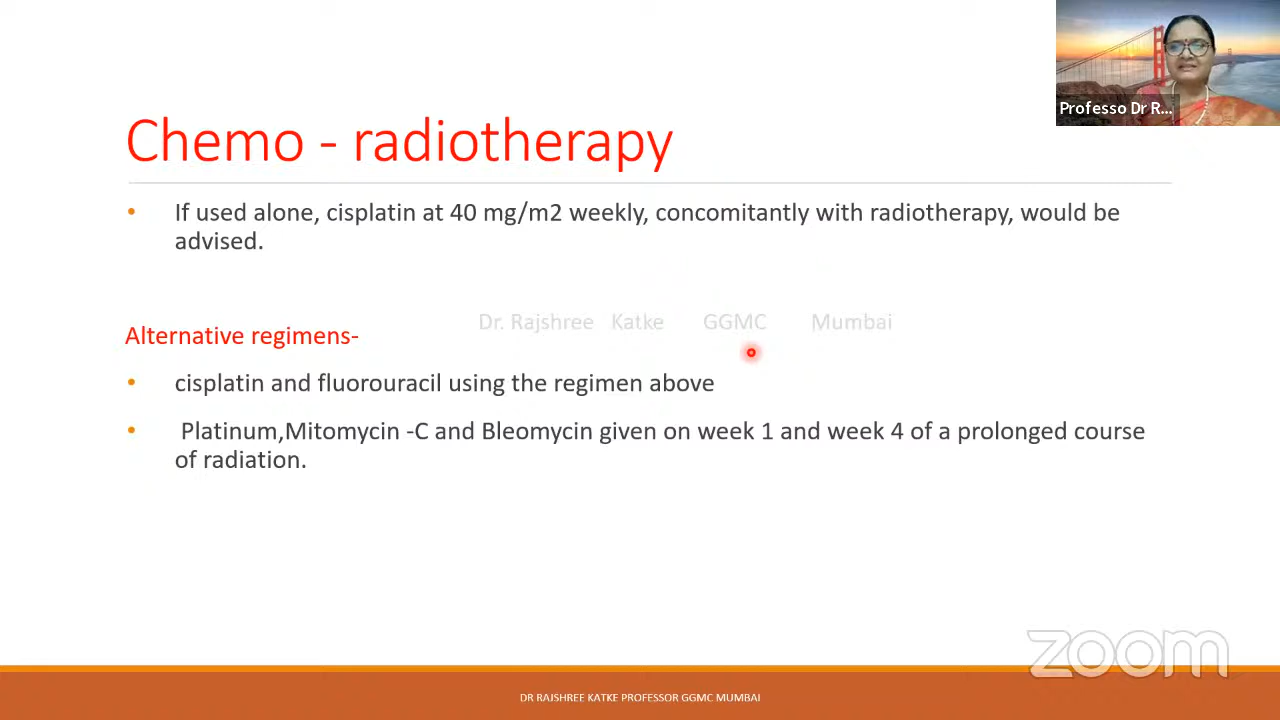 Professo Dr R...
Chemo - radiotherapy
• If used alone, cisplatin at 40 mg/m2 weekly, concomitantly with radiotherapy, would be
advised.
Dr. Rajshree Katke GGMC Mumbai
Alternative regimens-
• cisplatin and fluorouracil using the regimen above
• Platinum,Mitomycin -C and Bleomycin given on week 1 and week 4 of a prolonged course
of radiation.
zoom
DR RAJSHREE KATKE PROFESSOR GGMC MUMBAI